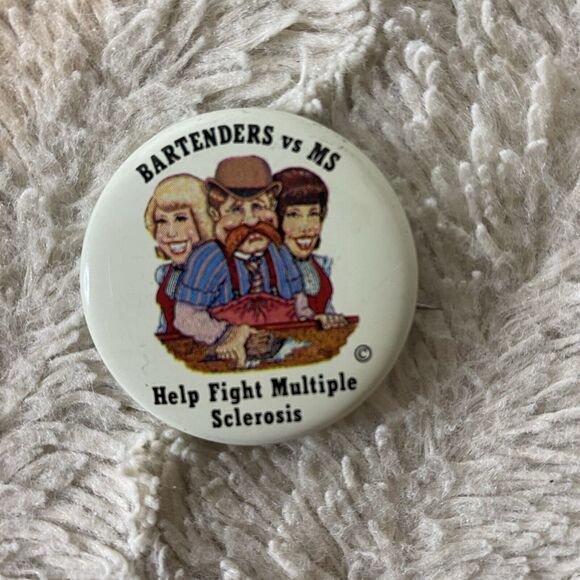 BARTENDERS vs MS
©
Help Fight Multiple
Sclerosis